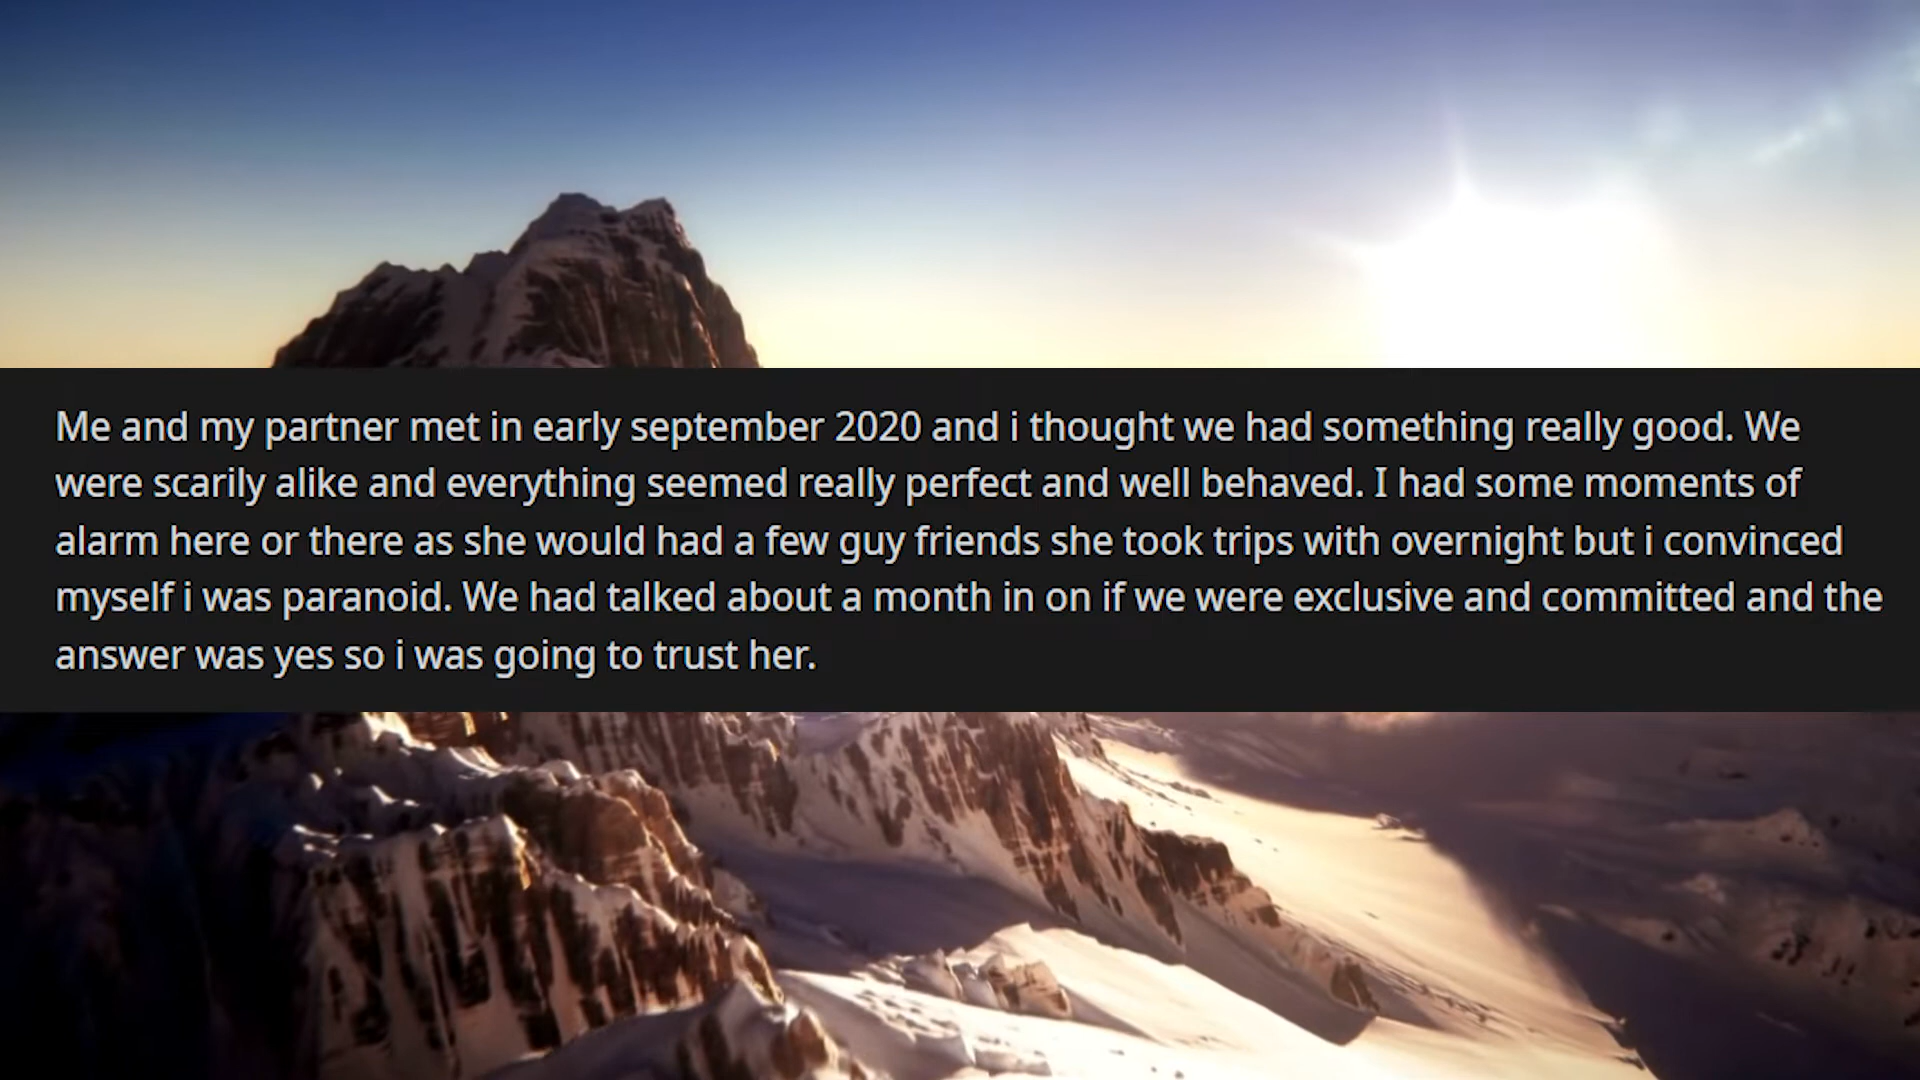 Me and my partner met in early september 2020 and i thought we had something really good. We
were scarily alike and everything seemed really perfect and well behaved. I had some moments of
alarm here or there as she would had a few guy friends she took trips with overnight but i convinced
myself i was paranoid. We had talked about a month in on if we were exclusive and committed and the
answer was yes so i was going to trust her.